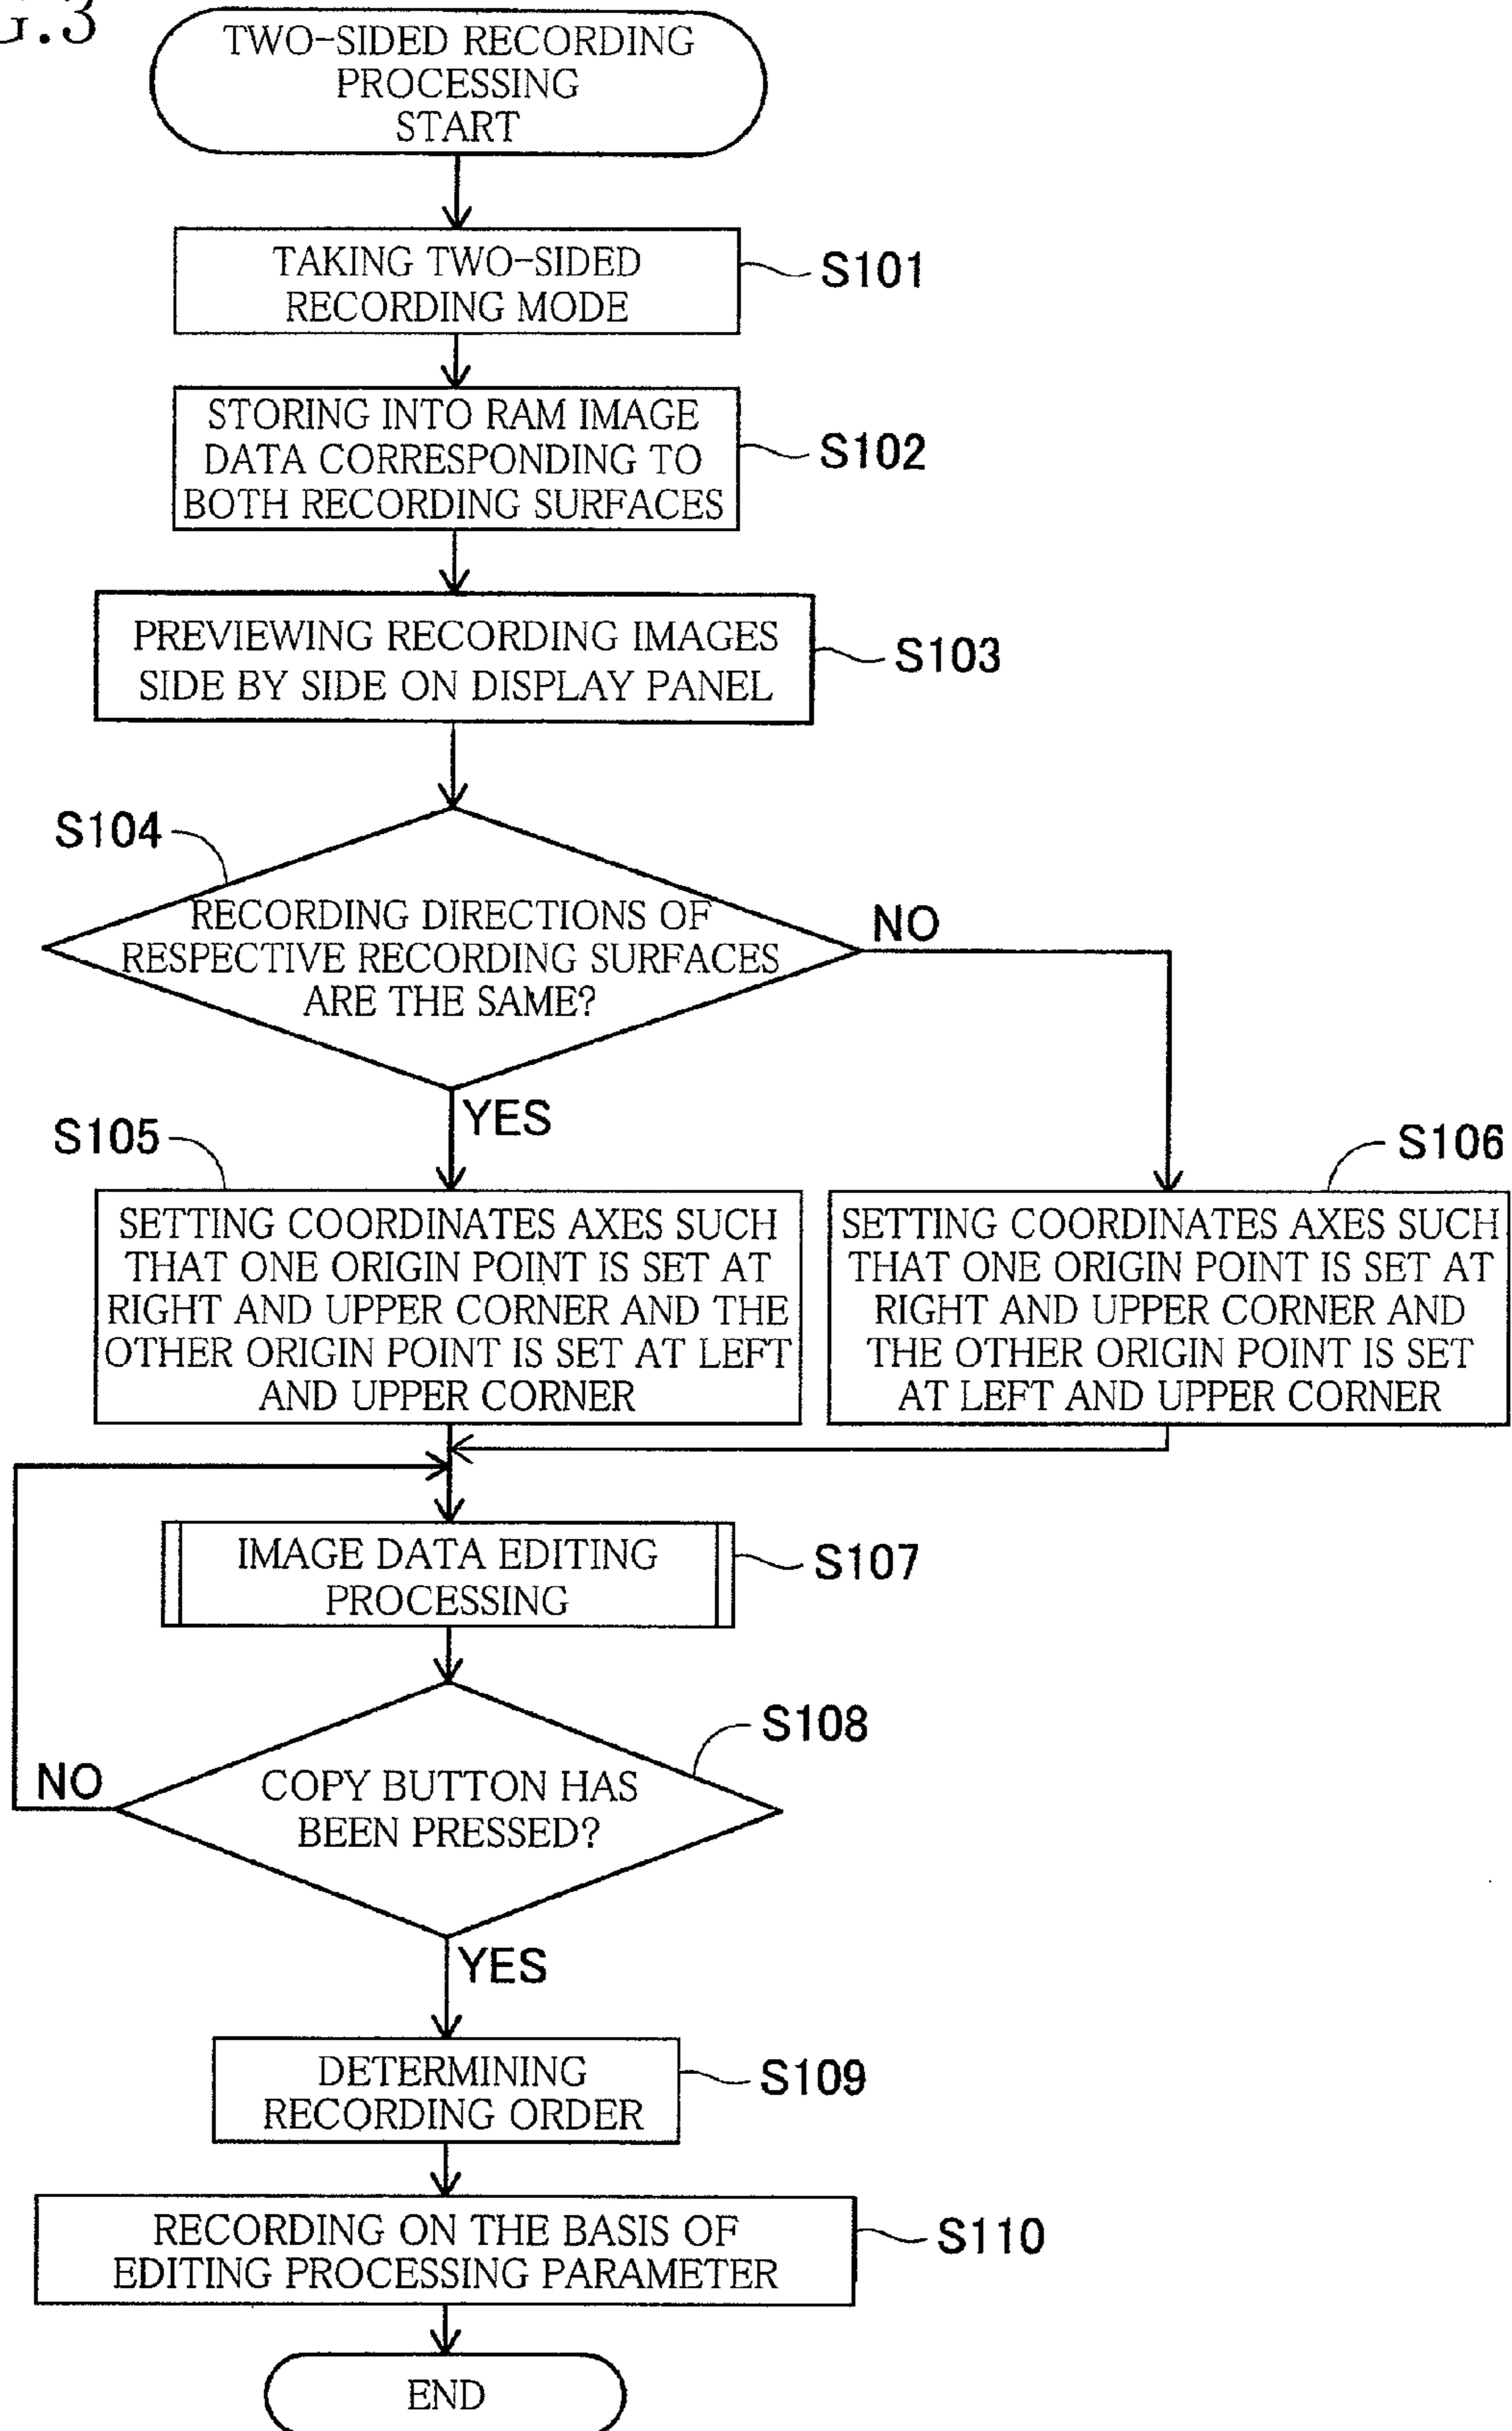 G.3
TWO-SIDED RECORDING
PROCESSING
START
TAKING TWO-SIDED
RECORDING MODE
S101
STORING INTO RAM IMAGE
DATA CORRESPONDING TO
BOTH RECORDING SURFACES
S102
PREVIEWING RECORDING IMAGES
SIDE BY SIDE ON DISPLAY PANEL
S103
S104
RECORDING DIRECTIONS OF
RESPECTIVE RECORDING SURFACES
ARE THE SAME?
NO
YES
S105
SETTING COORDINATES AXES SUCH
THAT ONE ORIGIN POINT IS SET AT
RIGHT AND UPPER CORNER AND THE
OTHER ORIGIN POINT IS SET AT LEFT
AND UPPER CORNER
S106
SETTING COORDINATES AXES SUCH
THAT ONE ORIGIN POINT IS SET AT
RIGHT AND UPPER CORNER AND
THE OTHER ORIGIN POINT IS SET
AT LEFT AND UPPER CORNER
IMAGE DATA EDITING
PROCESSING
S107
S108
COPY BUTTON HAS
BEEN PRESSED?
NO
YES
DETERMINING
RECORDING ORDER
S109
RECORDING ON THE BASIS OF
EDITING PROCESSING PARAMETER
S110
END